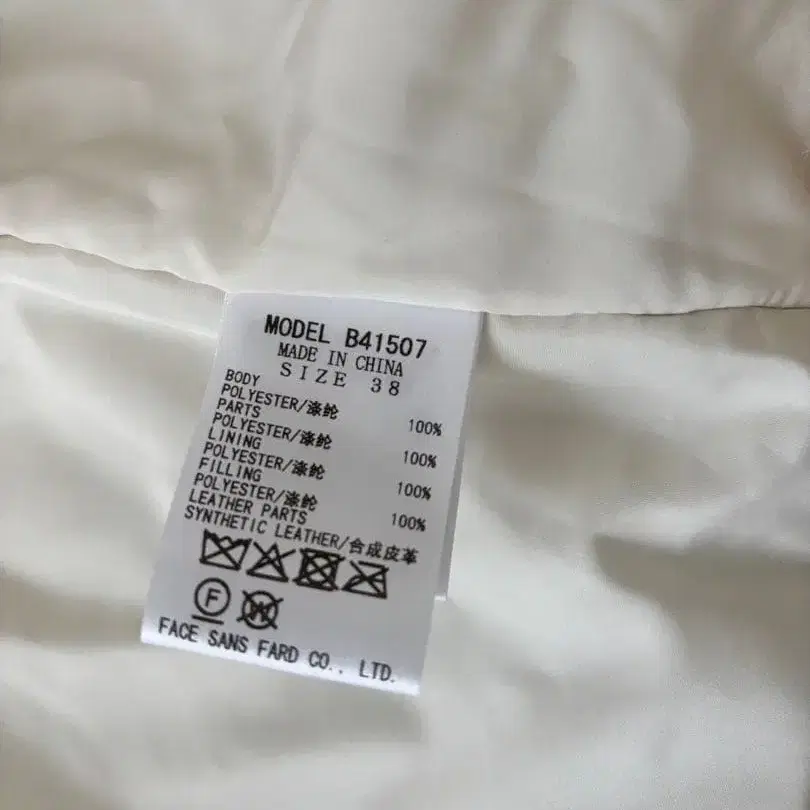 MODEL B41507
MADE IN CHINA
SIZE 38
BODY
POLYESTER/涤纶 100%
PARTS
POLYESTER/涤纶 100%
LINING
POLYESTER/涤纶 100%
FILLING
POLYESTER/涤纶 100%
LEATHER PARTS
SYNTHETIC LEATHER/合成皮革
F W
FACE SANS FARD CO., LTD.